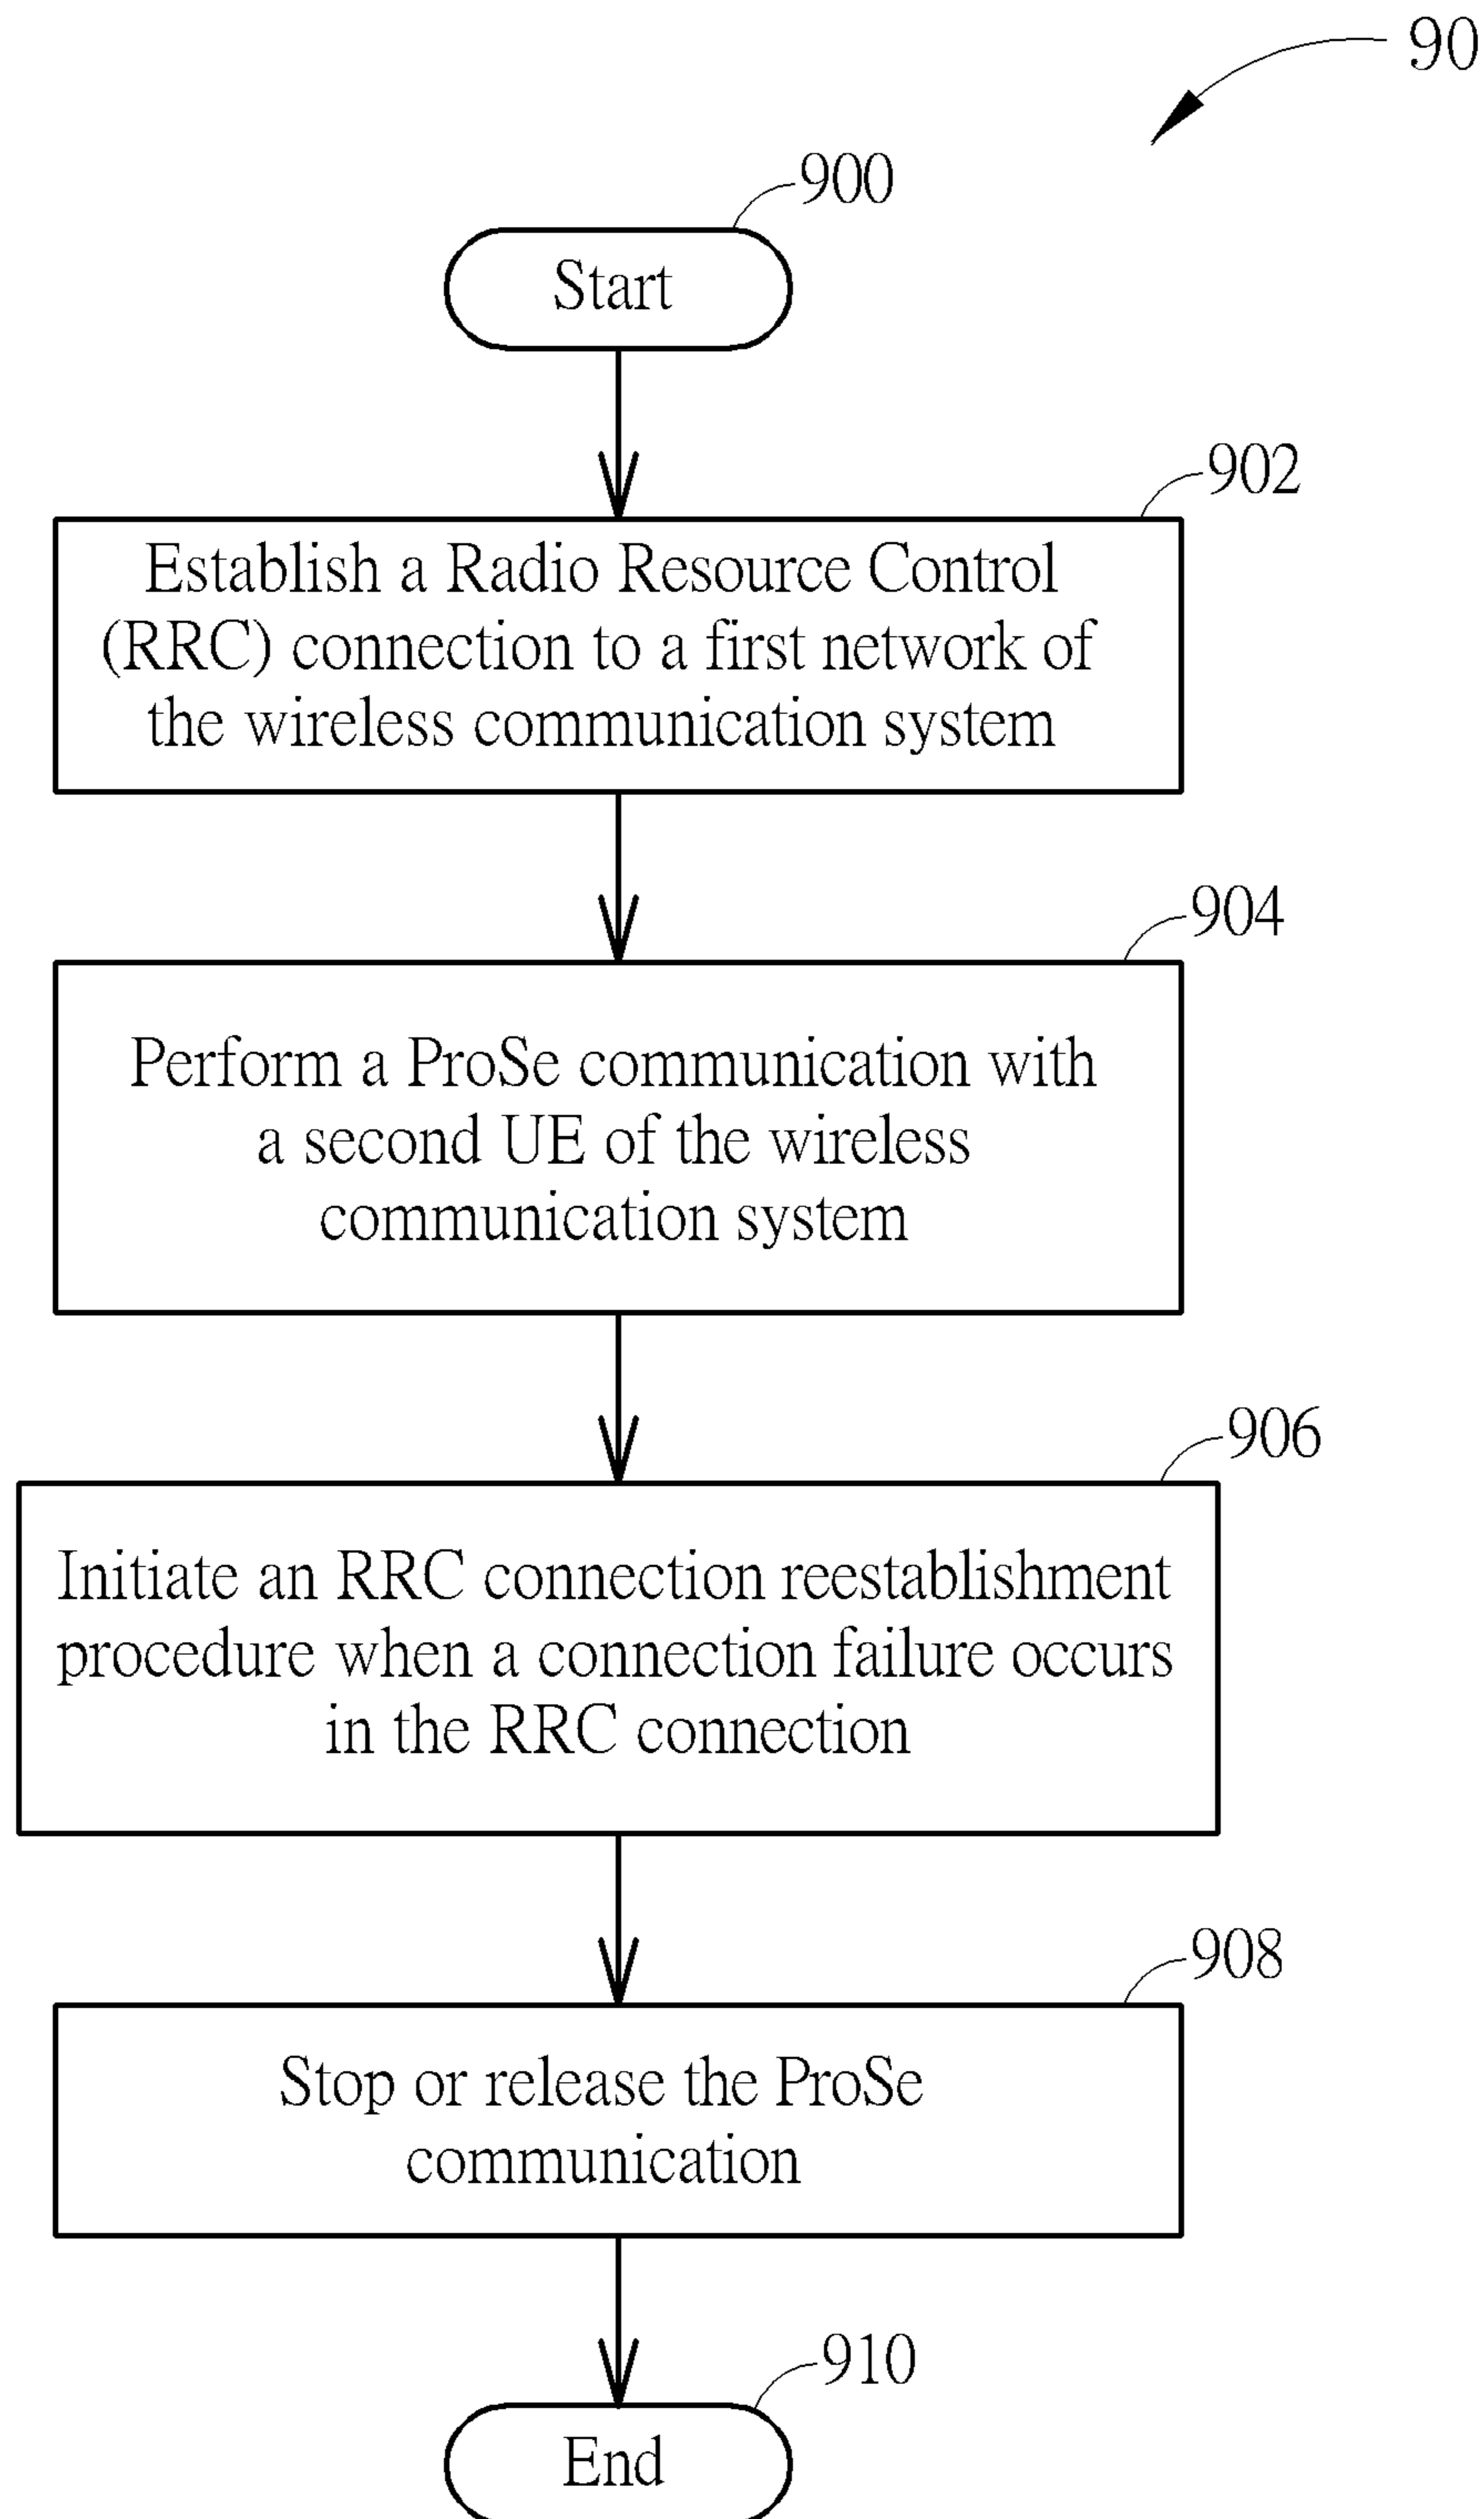 90
900
Start
902
Establish a Radio Resource Control
(RRC) connection to a first network of
the wireless communication system
904
Perform a ProSe communication with
a second UE of the wireless
communication system
906
Initiate an RRC connection reestablishment
procedure when a connection failure occurs
in the RRC connection
908
Stop or release the ProSe
communication
910
End